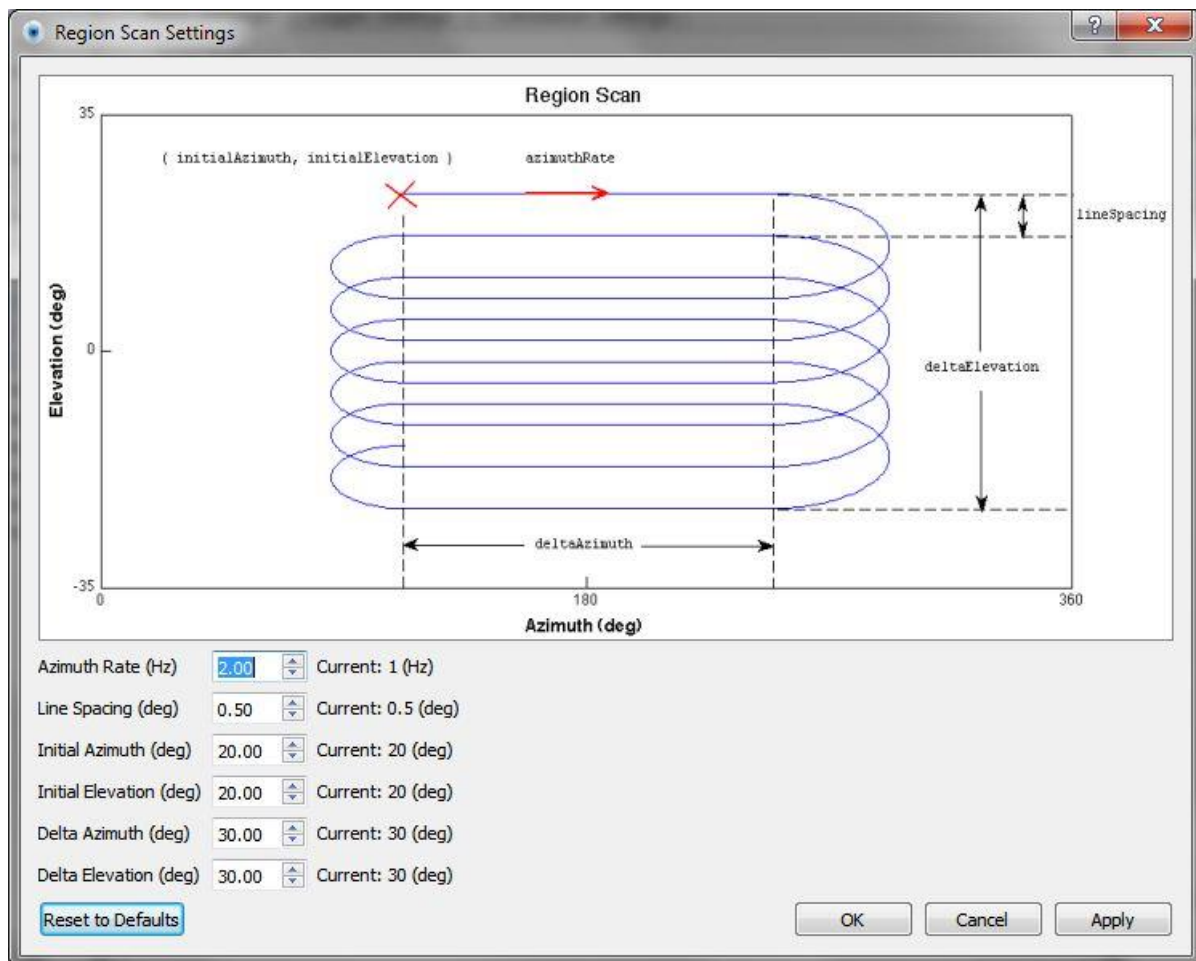 Region Scan Settings
?
X
Region Scan
35
( initialAzimuth, initialElevation )
azimuthRate
lineSpacing
Elevation (deg)
0
deltaElevation
deltaAzimuth
-35
0
180
360
Azimuth (deg)
Azimuth Rate (Hz) 2.00 Current: 1 (Hz)
Line Spacing (deg) 0.50 Current: 0.5 (deg)
Initial Azimuth (deg) 20.00 Current: 20 (deg)
Initial Elevation (deg) 20.00 Current: 20 (deg)
Delta Azimuth (deg) 30.00 Current: 30 (deg)
Delta Elevation (deg) 30.00 Current: 30 (deg)
Reset to Defaults OK Cancel Apply